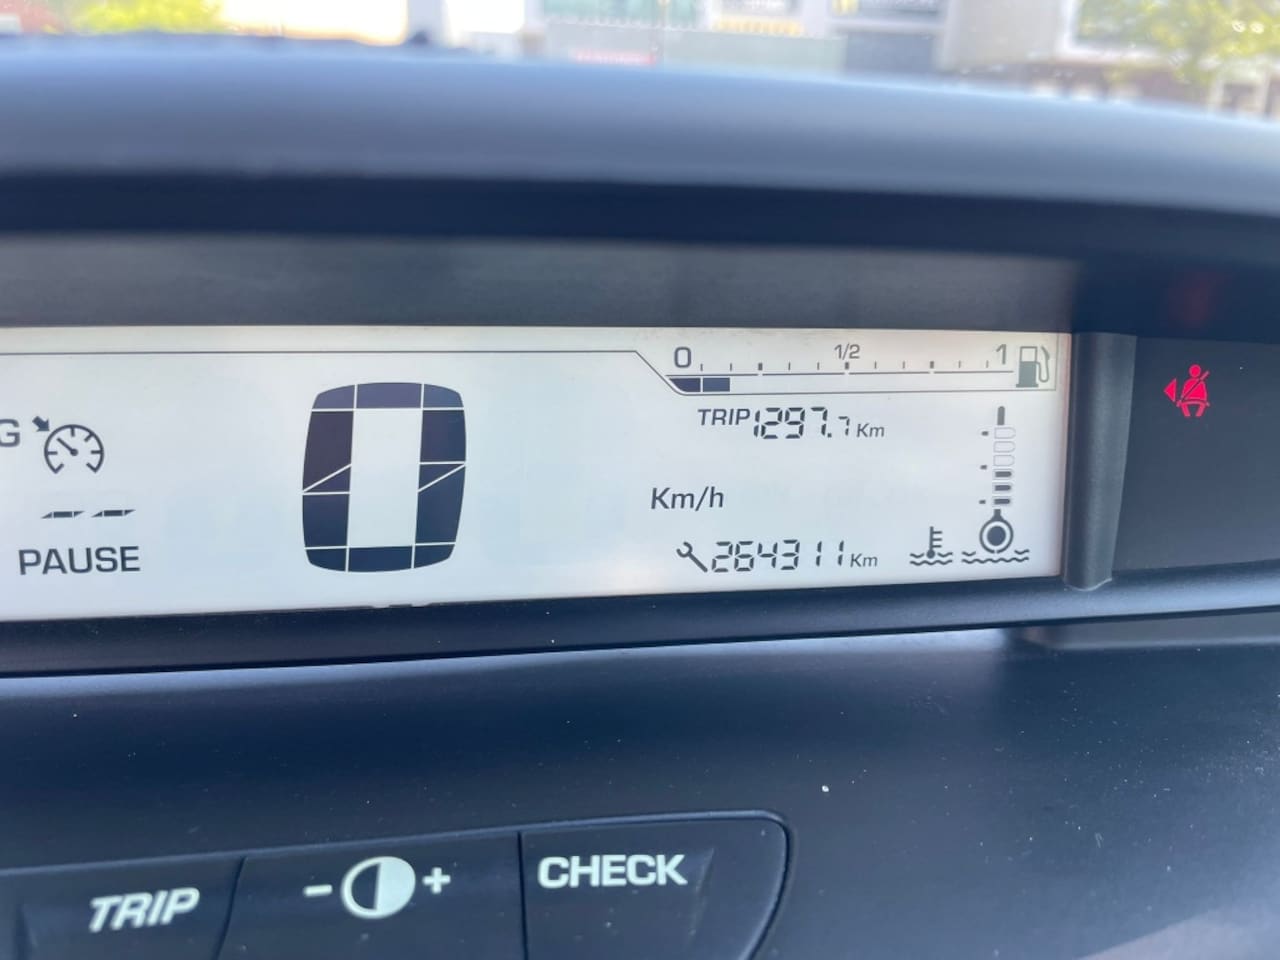 0 1/2 1
TRIP 1297.7 Km
G
0
Km/h
-- --
PAUSE
264311 Km
TRIP
- +
CHECK